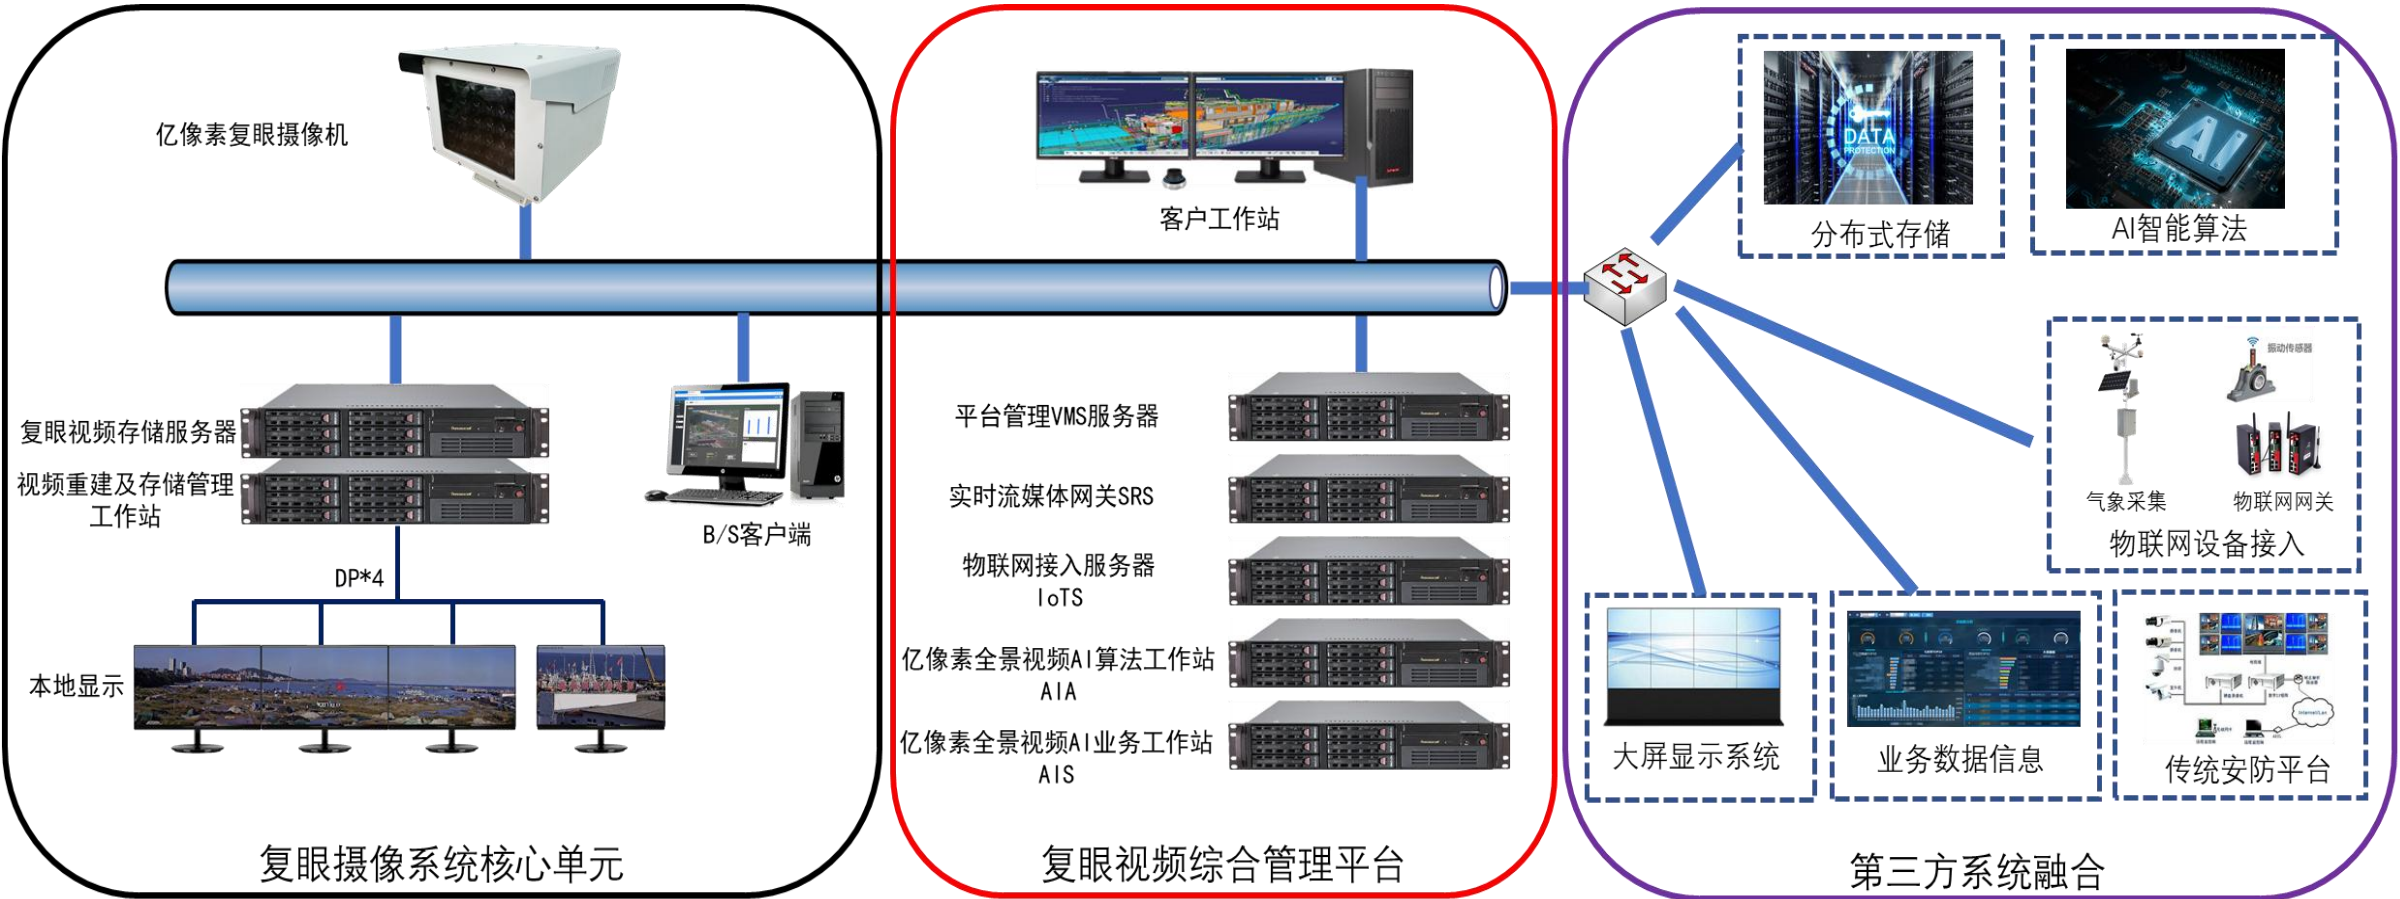 亿像素复眼摄像机
复眼视频存储服务器
视频重建及存储管理
工作站
B/S客户端
DP*4
本地显示
复眼摄像系统核心单元
客户工作站
平台管理VMS服务器
实时流媒体网关SRS
物联网接入服务器
IoTS
亿像素全景视频AI算法工作站
AIA
亿像素全景视频AI业务工作站
AIS
复眼视频综合管理平台
DATA
PROTECTION
分布式存储
AI
AI智能算法
振动传感器
气象采集
物联网网关
物联网设备接入
大屏显示系统
业务数据信息
传统安防平台
第三方系统融合